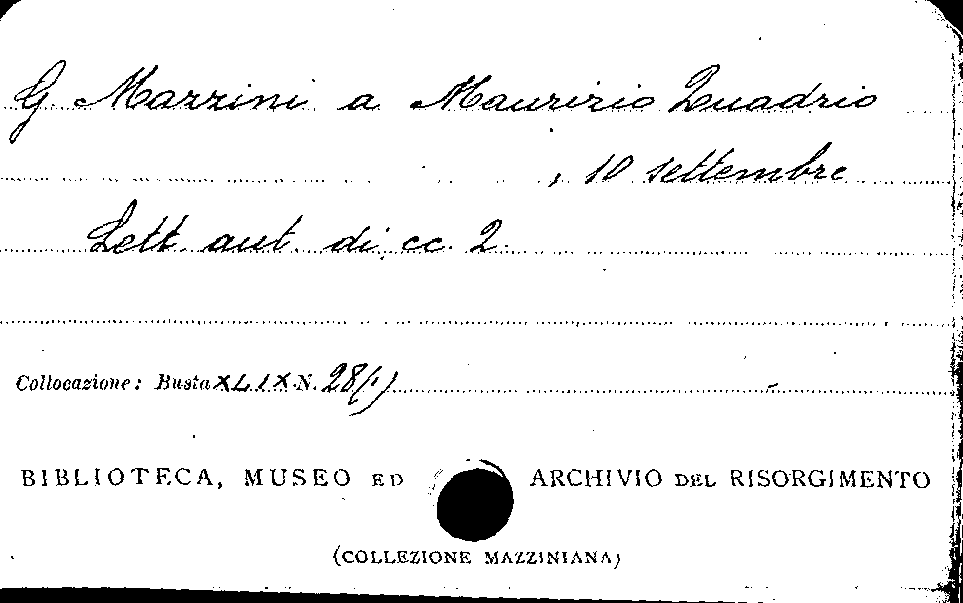 G. Mazzini a Maurizio Quadrio
, 10 settembre
Lett. aut. di cc. 2.
Collocazione: Busta XLIX N. 28(1)
BIBLIOTECA, MUSEO ED ARCHIVIO DEL RISORGIMENTO
(COLLEZIONE MAZZINIANA)